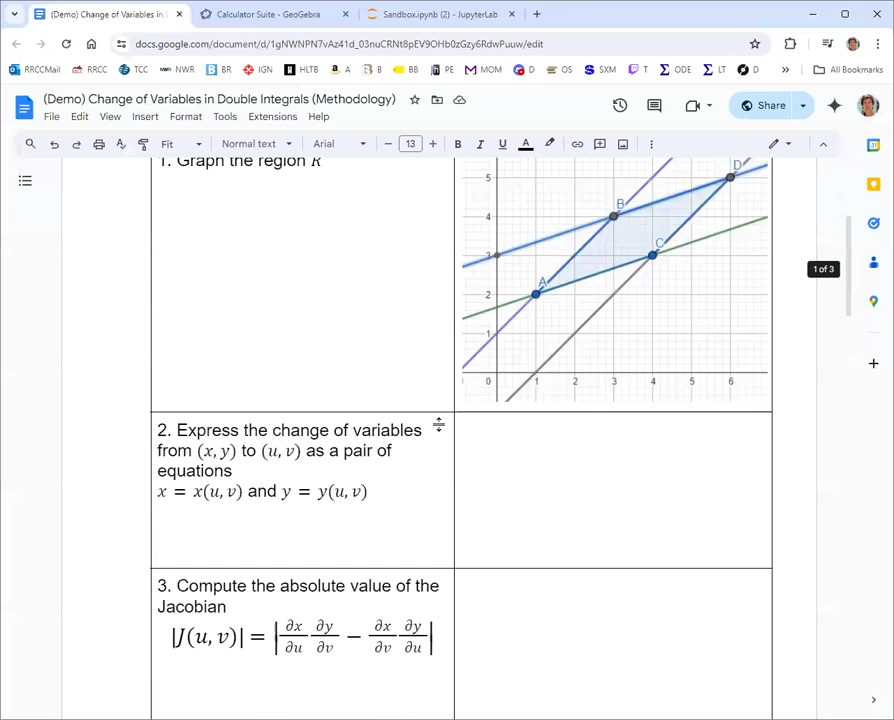 (Demo) Change of Variables in
Calculator Suite - GeoGebra
Sandbox.ipynb (2) - JupyterLab
docs.google.com/document/d/1gNWNPN7vAz41d_03nuCRNt8pEV9OHb0zGzy6RdwPuuw/edit
RRCCMail
RRCC
TCC
NWR
BR
IGN
HLTB
A
B
BB
PE
MOM
D
OS
SXM
T
ODE
LT
D
»
All Bookmarks
(Demo) Change of Variables in Double Integrals (Methodology)
File Edit View Insert Format Tools Extensions Help
Share
Fit
Normal text
Arial
13
B I U A
1. Graph the region R
5
4
3
2
1
0 1 2 3 4 5 6
A
B
C
D
1 of 3
2. Express the change of variables
from (x, y) to (u, v) as a pair of
equations
x = x(u, v) and y = y(u, v)
3. Compute the absolute value of the
Jacobian
|J(u, v)| = |∂x/∂u ∂y/∂v − ∂x/∂v ∂y/∂u|